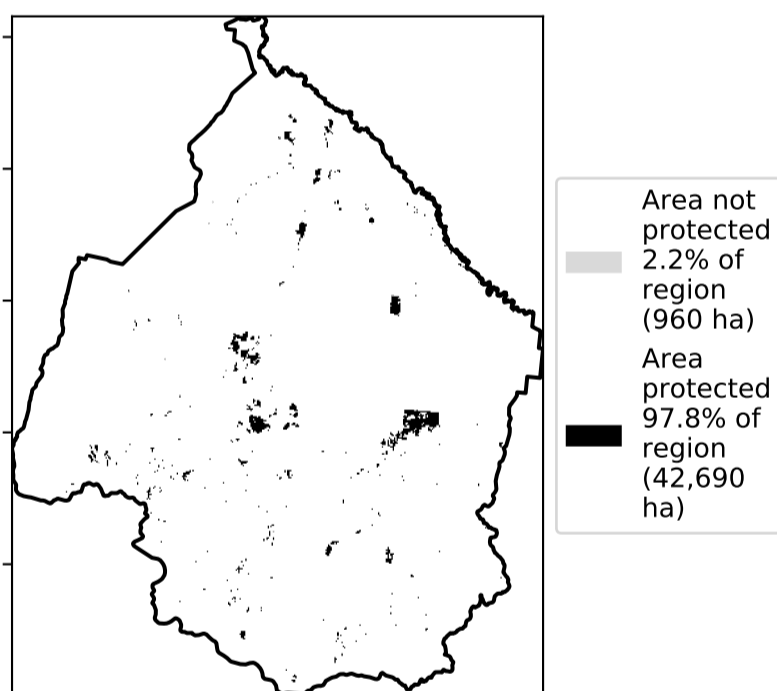 Area not
protected
2.2% of
region
(960 ha)
Area
protected
97.8% of
region
(42,690
ha)